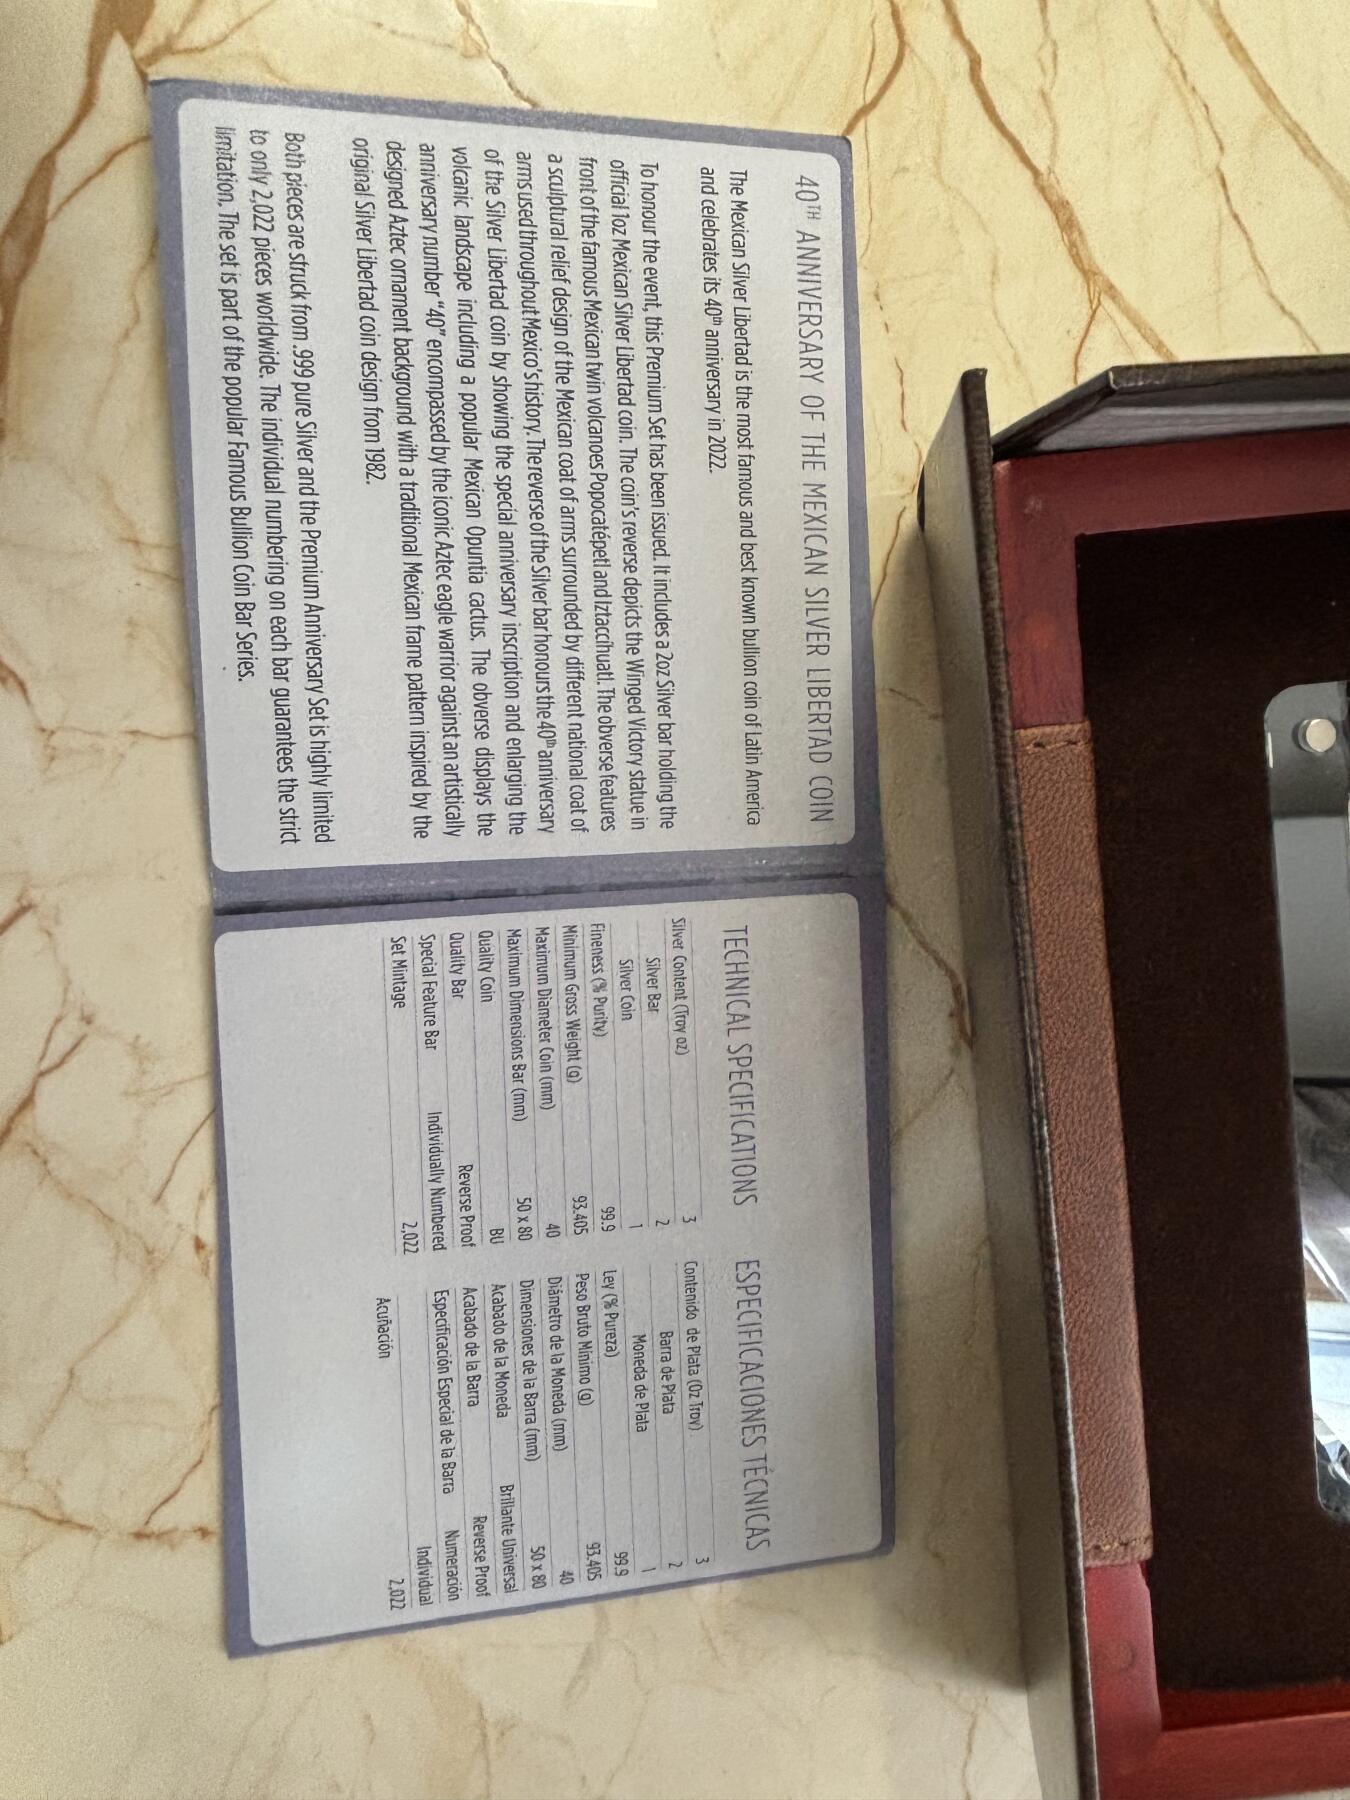 40TH ANNIVERSARY OF THE MEXICAN SILVER LIBERTAD COIN
The Mexican Silver Libertad is the most famous and best known bullion coin of Latin America
and celebrates its 40th anniversary in 2022.
To honour the event, this Premium Set has been issued. It includes a 2oz Silver bar holding the
official 1oz Mexican Silver Libertad coin. The coin's reverse depicts the Winged Victory statue in
front of the famous Mexican twin volcanoes Popocatépetl and Iztaccíhuatl. The obverse features
a sculptural relief design of the Mexican coat of arms surrounded by different national coat of
arms used throughout Mexico's history. The reverse of the Silver bar honours the 40th anniversary
of the Silver Libertad coin by showing the special anniversary inscription and enlarging the
volcanic landscape including a popular Mexican Opuntia cactus. The obverse displays the
anniversary number "40" encompassed by the iconic Aztec eagle warrior against an artistically
designed Aztec ornament background with a traditional Mexican frame pattern inspired by the
original Silver Libertad coin design from 1982.
Both pieces are struck from .999 pure Silver and the Premium Anniversary Set is highly limited
to only 2,022 pieces worldwide. The individual numbering on each bar guarantees the strict
limitation. The set is part of the popular Famous Bullion Coin Bar Series.
TECHNICAL SPECIFICATIONS
Silver Content (Troy oz) 3
Silver Bar 2
Silver Coin 1
Fineness (% Purity) 99.9
Minimum Gross Weight (g) 93.405
Maximum Diameter Coin (mm) 40
Maximum Dimensions Bar (mm) 50 x 80
Quality Coin BU
Quality Bar Reverse Proof
Special Feature Bar Individually Numbered
Set Mintage 2,022
ESPECIFICACIONES TÉCNICAS
Contenido de Plata (Oz Troy) 3
Barra de Plata 2
Moneda de Plata 1
Ley (% Pureza) 99.9
Peso Bruto Mínimo (g) 93.405
Diámetro de la Moneda (mm) 40
Dimensiones de la Barra (mm) 50 x 80
Acabado de la Moneda Brillante Universal
Acabado de la Barra Reverse Proof
Especificación Especial de la Barra Numeración
Individual
Acuñación 2,022